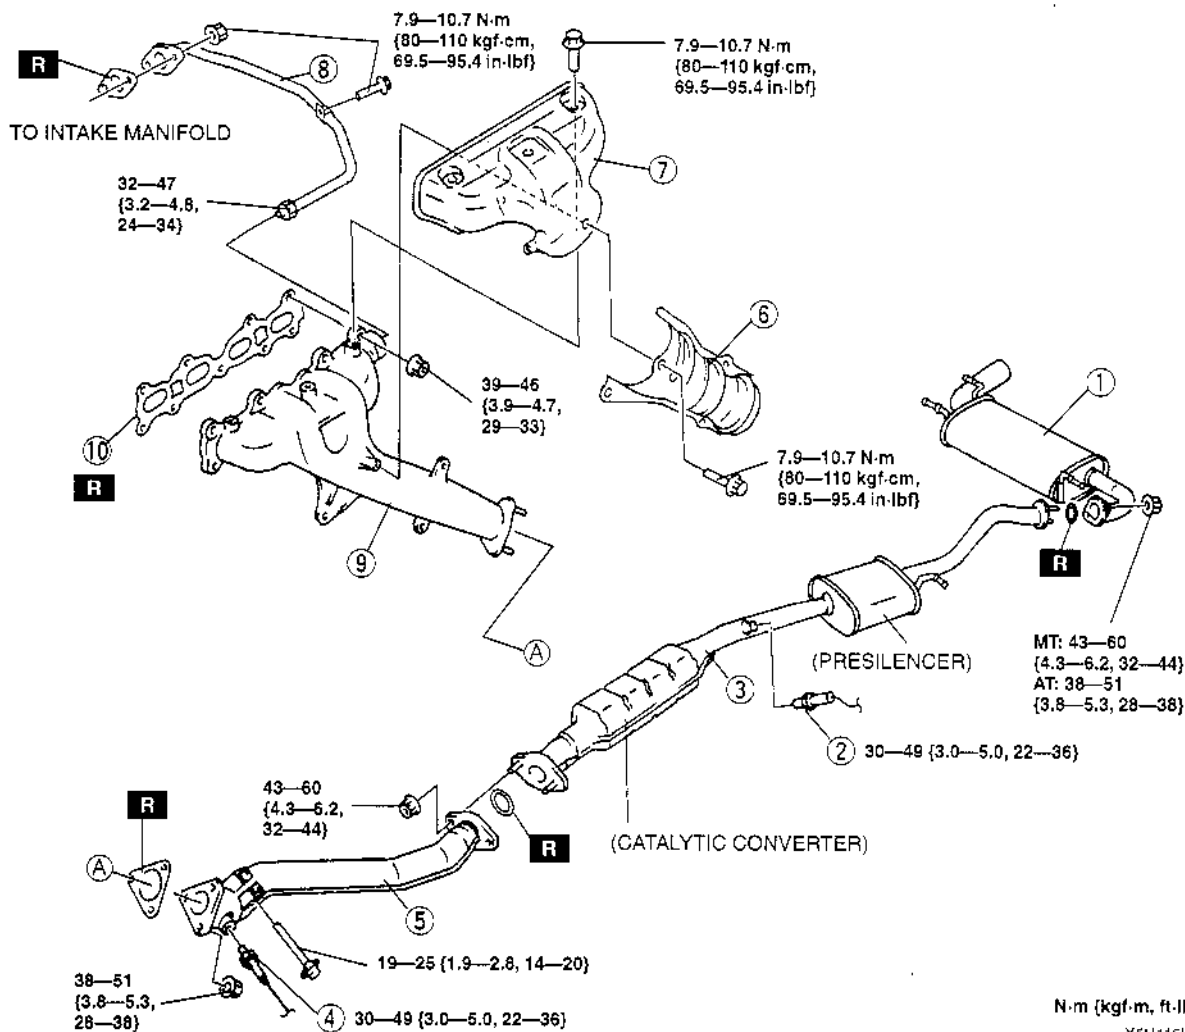 7.9—10.7 N·m
{80—110 kgf·cm,
69.5—95.4 in·lbf}
R
8
TO INTAKE MANIFOLD
7.9—10.7 N·m
{80—110 kgf·cm,
69.5—95.4 in·lbf}
7
32—47
{3.2—4.8,
24—34}
6
39—46
{3.9—4.7,
29—33}
1
10
R
9
7.9—10.7 N·m
{80—110 kgf·cm,
69.5—95.4 in·lbf}
R
A
(PRESILENCER)
3
MT: 43—60
{4.3—6.2, 32—44}
AT: 38—51
{3.8—5.3, 28—38}
2
30—49 {3.0—5.0, 22—36}
43—60
{4.3—6.2,
32—44}
R
R
(CATALYTIC CONVERTER)
A
5
19—25 {1.9—2.8, 14—20}
38—51
{3.8—5.3,
28—38}
4
30—49 {3.0—5.0, 22—36}
N·m {kgf·m,